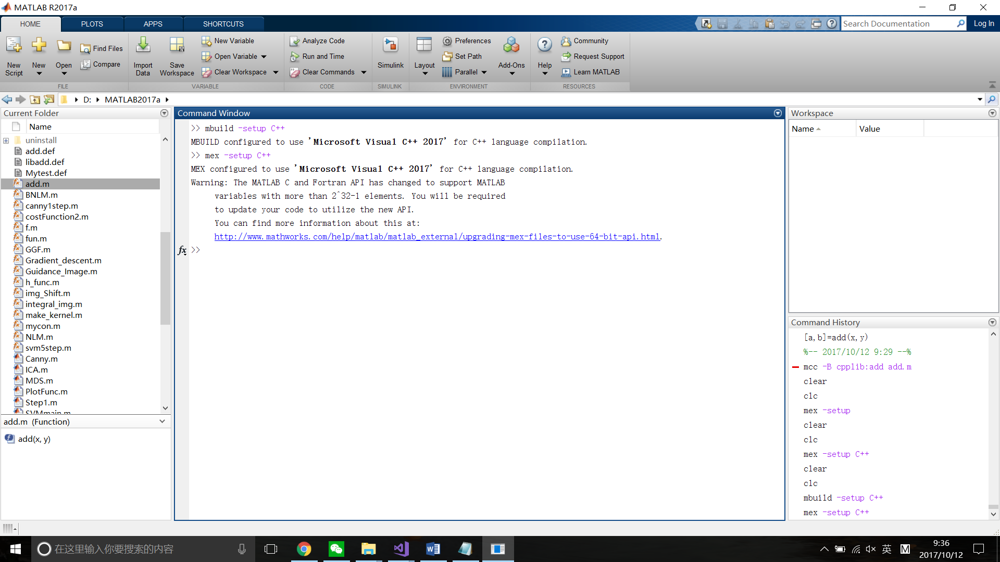 MATLAB R2017a
HOME
PLOTS
APPS
SHORTCUTS
Search Documentation
Log In
New Script
New
Open
Find Files
Compare
FILE
Import Data
Save Workspace
New Variable
Open Variable
Clear Workspace
VARIABLE
Analyze Code
Run and Time
Clear Commands
CODE
Simulink
SIMULINK
Layout
Preferences
Set Path
Parallel
Add-Ons
ENVIRONMENT
Help
Community
Request Support
Learn MATLAB
RESOURCES
D:
MATLAB2017a
Current Folder
Name
uninstall
add.def
libadd.def
Mytest.def
add.m
BNLM.m
canny1step.m
costFunction2.m
f.m
fun.m
GGF.m
Gradient_descent.m
Guidance_Image.m
h_func.m
img_Shift.m
integral_img.m
make_kernel.m
mycon.m
NLM.m
svm5step.m
Canny.m
ICA.m
MDS.m
PlotFunc.m
Step1.m
SVMmain.m
add.m (Function)
add(x, y)
Command Window
>> mbuild -setup C++
MBUILD configured to use 'Microsoft Visual C++ 2017' for C++ language compilation.
>> mex -setup C++
MEX configured to use 'Microsoft Visual C++ 2017' for C++ language compilation.
Warning: The MATLAB C and Fortran API has changed to support MATLAB
variables with more than 2^32-1 elements. You will be required
to update your code to utilize the new API.
You can find more information about this at:
http://www.mathworks.com/help/matlab/matlab_external/upgrading-mex-files-to-use-64-bit-api.html.
fx >>
Workspace
Name
Value
Command History
[a,b]=add(x,y)
%-- 2017/10/12 9:29 --%
mcc -B cpplib:add add.m
clear
clc
mex -setup
clear
clc
mex -setup C++
clear
clc
mbuild -setup C++
mex -setup C++
在这里输入你要搜索的内容
英
M
9:36
2017/10/12